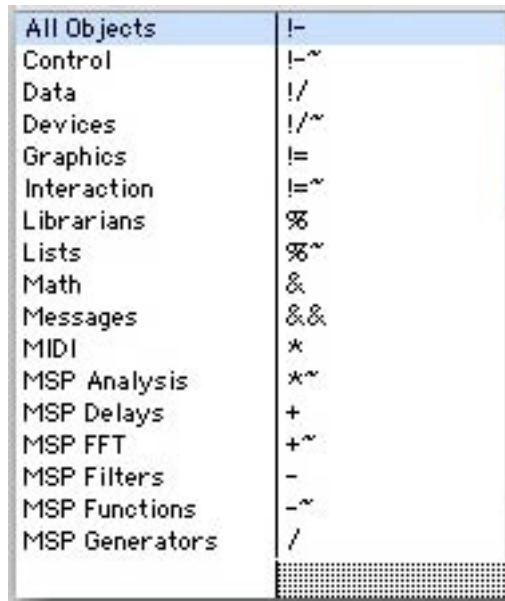 All Objects !-
Control !-~
Data !/
Devices !/~
Graphics !=
Interaction !=~
Librarians %
Lists %~
Math &
Messages &&
MIDI *
MSP Analysis *~
MSP Delays +
MSP FFT +~
MSP Filters -
MSP Functions -~
MSP Generators /